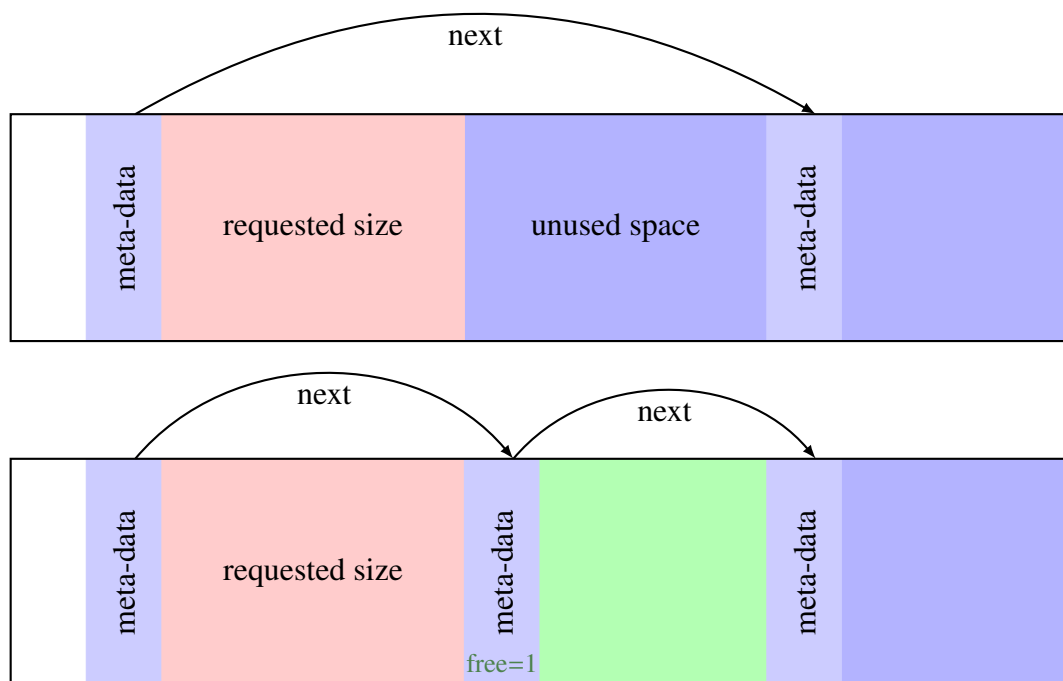 next
meta-data
requested size
unused space
meta-data
next
next
meta-data
requested size
meta-data
free=1
meta-data